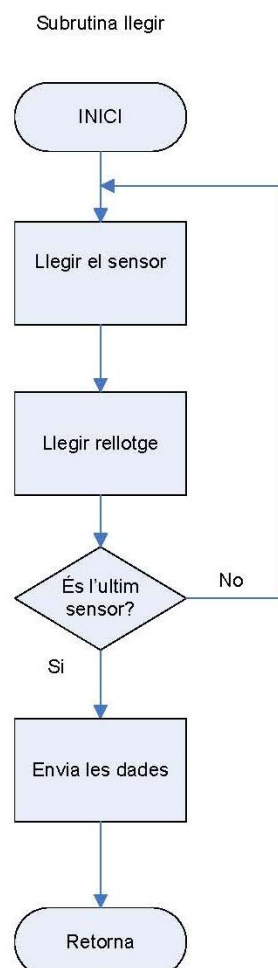 Subrutina llegir
INICI
Llegir el sensor
Llegir rellotge
És l'ultim
sensor?
No
Si
Envia les dades
Retorna